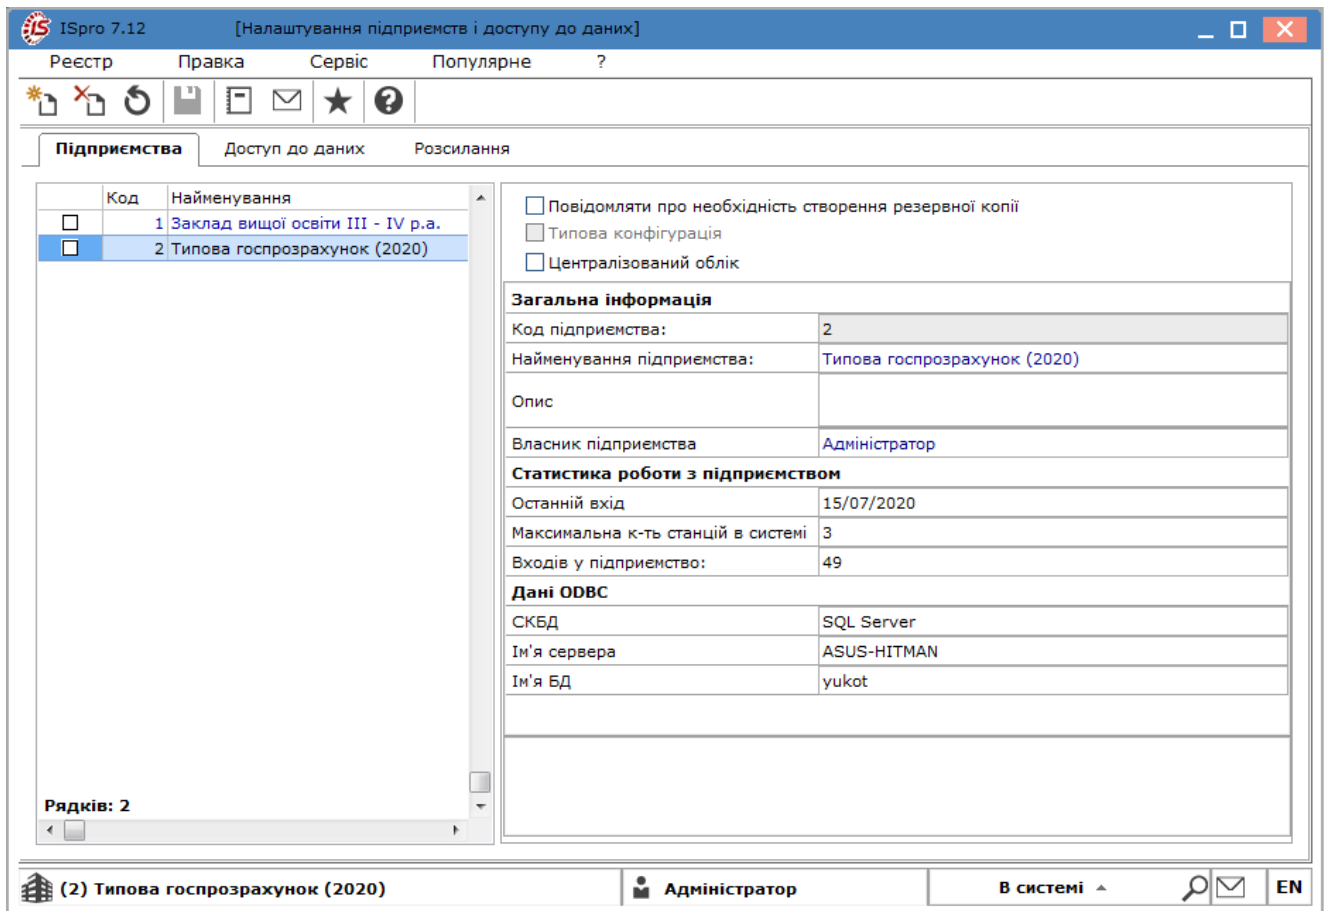 ISpro 7.12 [Налаштування підприємств і доступу до даних]
Реєстр Правка Сервіс Популярне ?
Підприємства Доступ до даних Розсилання
Код Найменування
1 Заклад вищої освіти III - IV р.а.
2 Типова госпрозрахунок (2020)
Рядків: 2
Повідомляти про необхідність створення резервної копії
Типова конфігурація
Централізований облік
Загальна інформація
Код підприємства: 2
Найменування підприємства: Типова госпрозрахунок (2020)
Опис
Власник підприємства Адміністратор
Статистика роботи з підприємством
Останній вхід 15/07/2020
Максимальна к-ть станцій в системі 3
Входів у підприємство: 49
Дані ODBC
СКБД SQL Server
Ім'я сервера ASUS-HITMAN
Ім'я БД yukot
(2) Типова госпрозрахунок (2020) Адміністратор В системі EN